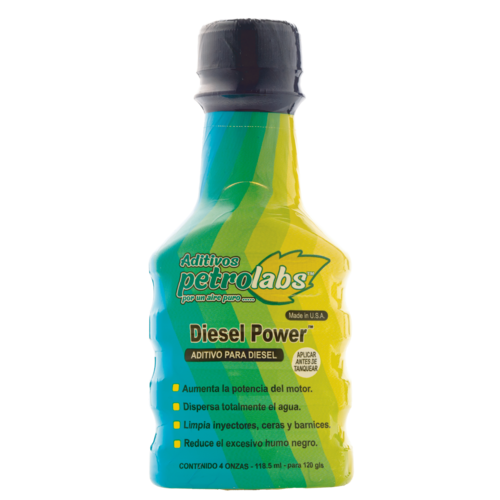 Aditivos
petrolabs™
por un aire puro .....
Made in U.S.A.
Diesel Power™
ADITIVO PARA DIESEL
APLICAR
ANTES DE
TANQUEAR
Aumenta la potencia del motor.
Dispersa totalmente el agua.
Limpia inyectores, ceras y barnices.
Reduce el excesivo humo negro.
CONTENIDO 4 ONZAS - 118.5 ml - para 120 gls